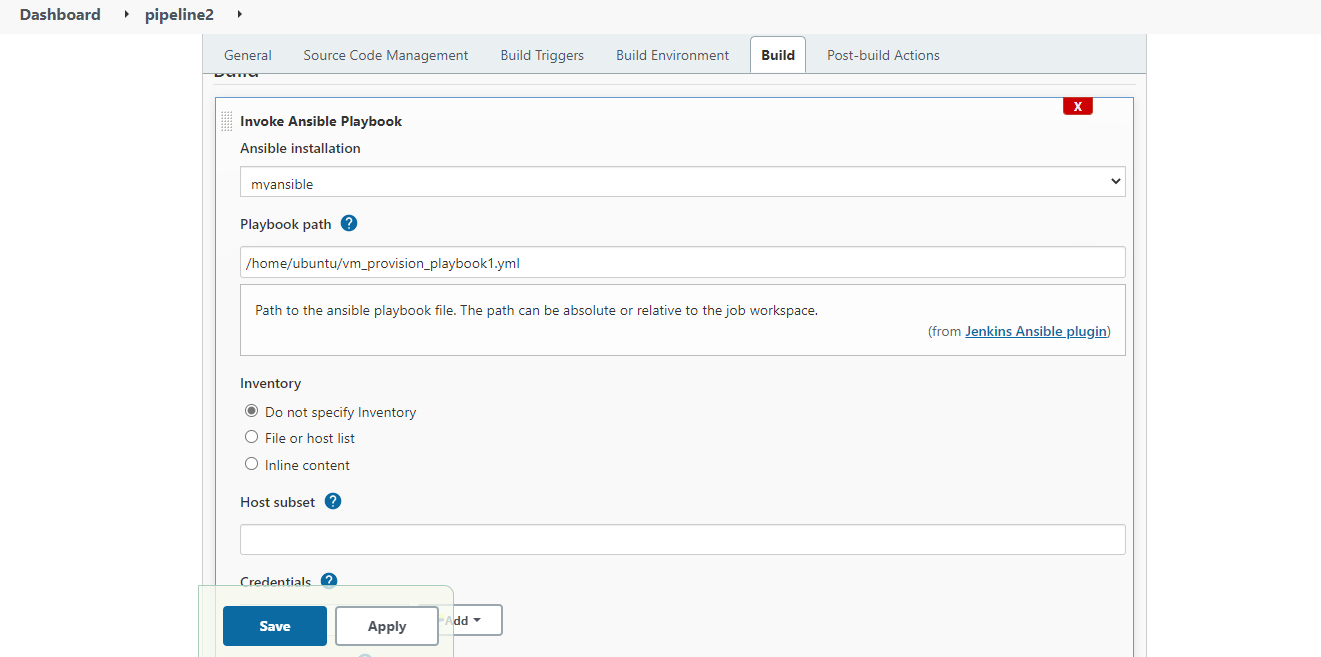 Dashboard pipeline2
General Source Code Management Build Triggers Build Environment Build Post-build Actions
Build
X
Invoke Ansible Playbook
Ansible installation
myansible
Playbook path ?
/home/ubuntu/vm_provision_playbook1.yml
Path to the ansible playbook file. The path can be absolute or relative to the job workspace.
(from Jenkins Ansible plugin)
Inventory
Do not specify Inventory
File or host list
Inline content
Host subset ?
Credentials ?
Save Apply Add